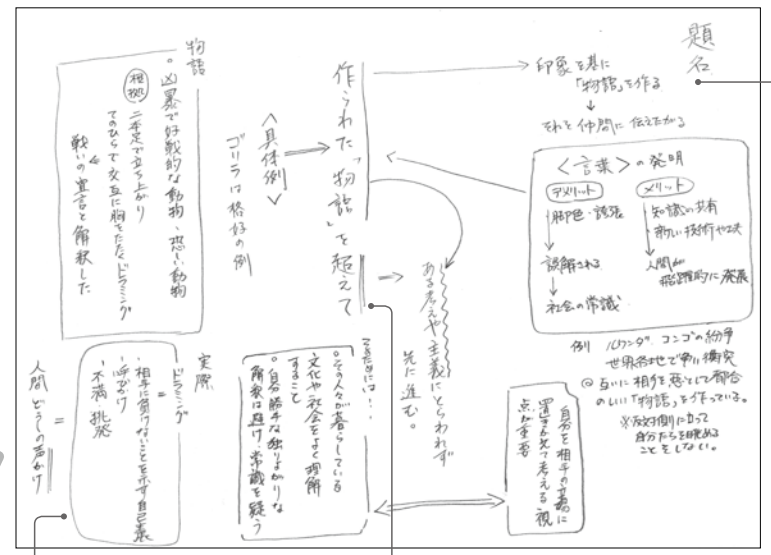 題名
作られた「物語」を超えて
印象を基に
「物語」を作る
それを仲間に伝えたがる
〈言葉〉の発明
メリット
・知識の共有
・新しい技術や工夫
人間が
飛躍的に発展
デメリット
脚色・誇張
誤解される
社会の常識
例 ルワンダ、コンゴの紛争
世界各地で争い・衝突
◎互いに相手を悪として都合
のいい「物語」を作っている。
※反対側に立って
自分たちを眺める
ことをしない。
自分を相手の立場に
置きかえて考える視
点が重要
ある考えや主義にとらわれず
先に進む。
そのためには…
・その人々が暮らしている
文化や社会をよく理解
すること
・自分勝手な独りよがりな
解釈は避け、常識を疑う
〈具体例〉
ゴリラは格好の例
物語
・凶暴で好戦的な動物、恐い動物
根拠
二本足で立ち上がり
てのひらで交互に胸をたたくドラミング
戦いの宣言と解釈した
実際
ドラミング
・相手に負けないことを示す自己表
・呼びかけ
・不満、挑発
人間どうしの声かけ